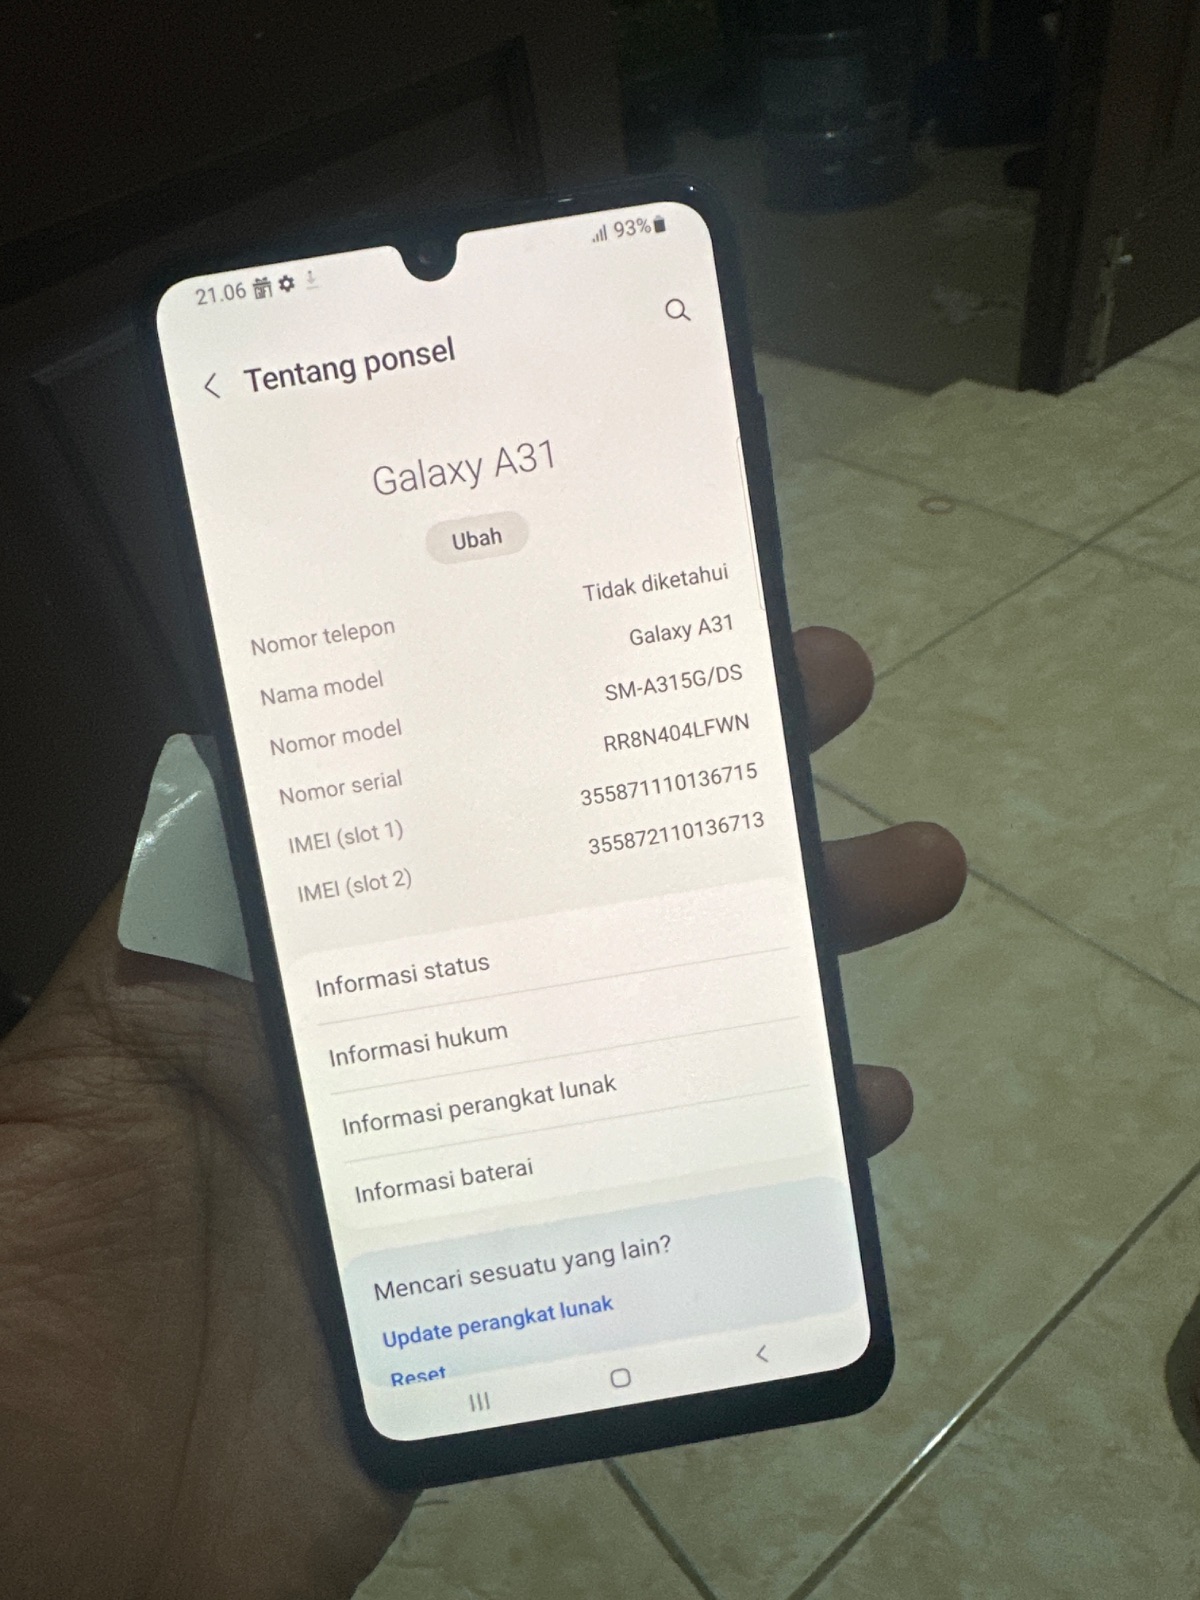 21.06
93%
Tentang ponsel
Galaxy A31
Ubah
Nomor telepon Tidak diketahui
Nama model Galaxy A31
Nomor model SM-A315G/DS
Nomor serial RR8N404LFWN
IMEI (slot 1) 355871110136715
IMEI (slot 2) 355872110136713
Informasi status
Informasi hukum
Informasi perangkat lunak
Informasi baterai
Mencari sesuatu yang lain?
Update perangkat lunak
Reset